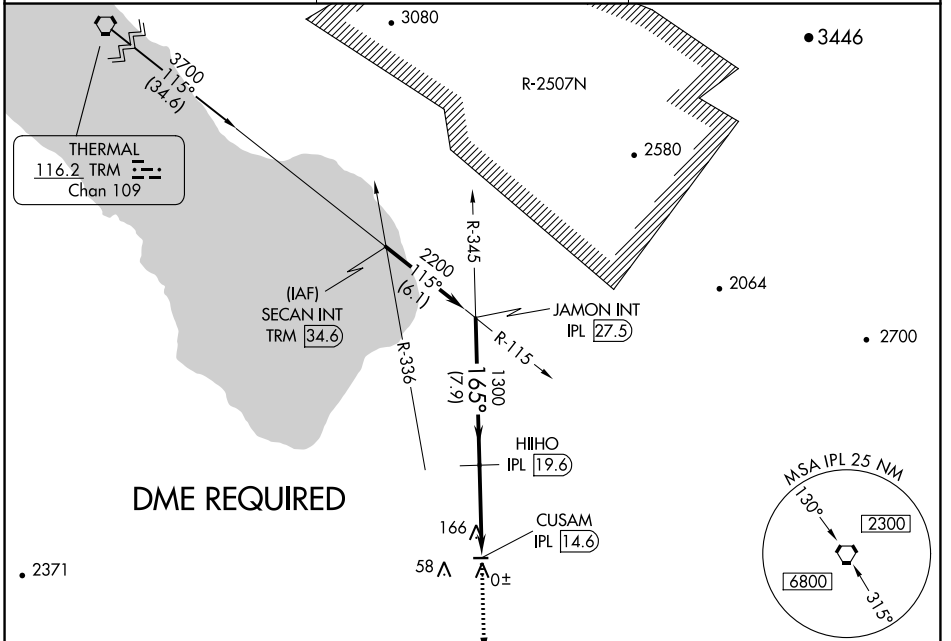 3080
3446
R-2507N
3700
115°
(34.6)
2580
THERMAL
116.2 TRM
Chan 109
R-345
2200
115°
(6.1)
(IAF)
SECAN INT
TRM 34.6
2064
JAMON INT
IPL 27.5
R-115
R-336
2700
1300
165°
(7.9)
HIIHO
IPL 19.6
MSA IPL 25 NM
130°
2300
6800
315°
DME REQUIRED
166
CUSAM
IPL 14.6
58
0±
2371